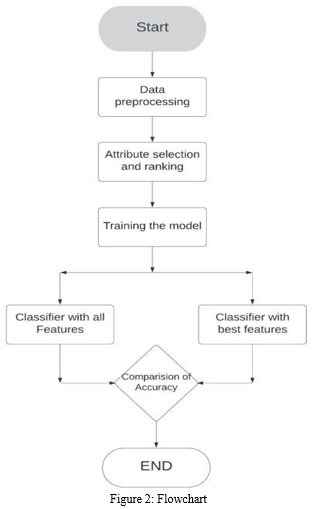 Start
Data
preprocessing
Attribute selection
and ranking
Training the model
Classifier with all
Features
Classifier with
best features
Comparision of
Accuracy
END
Figure 2: Flowchart